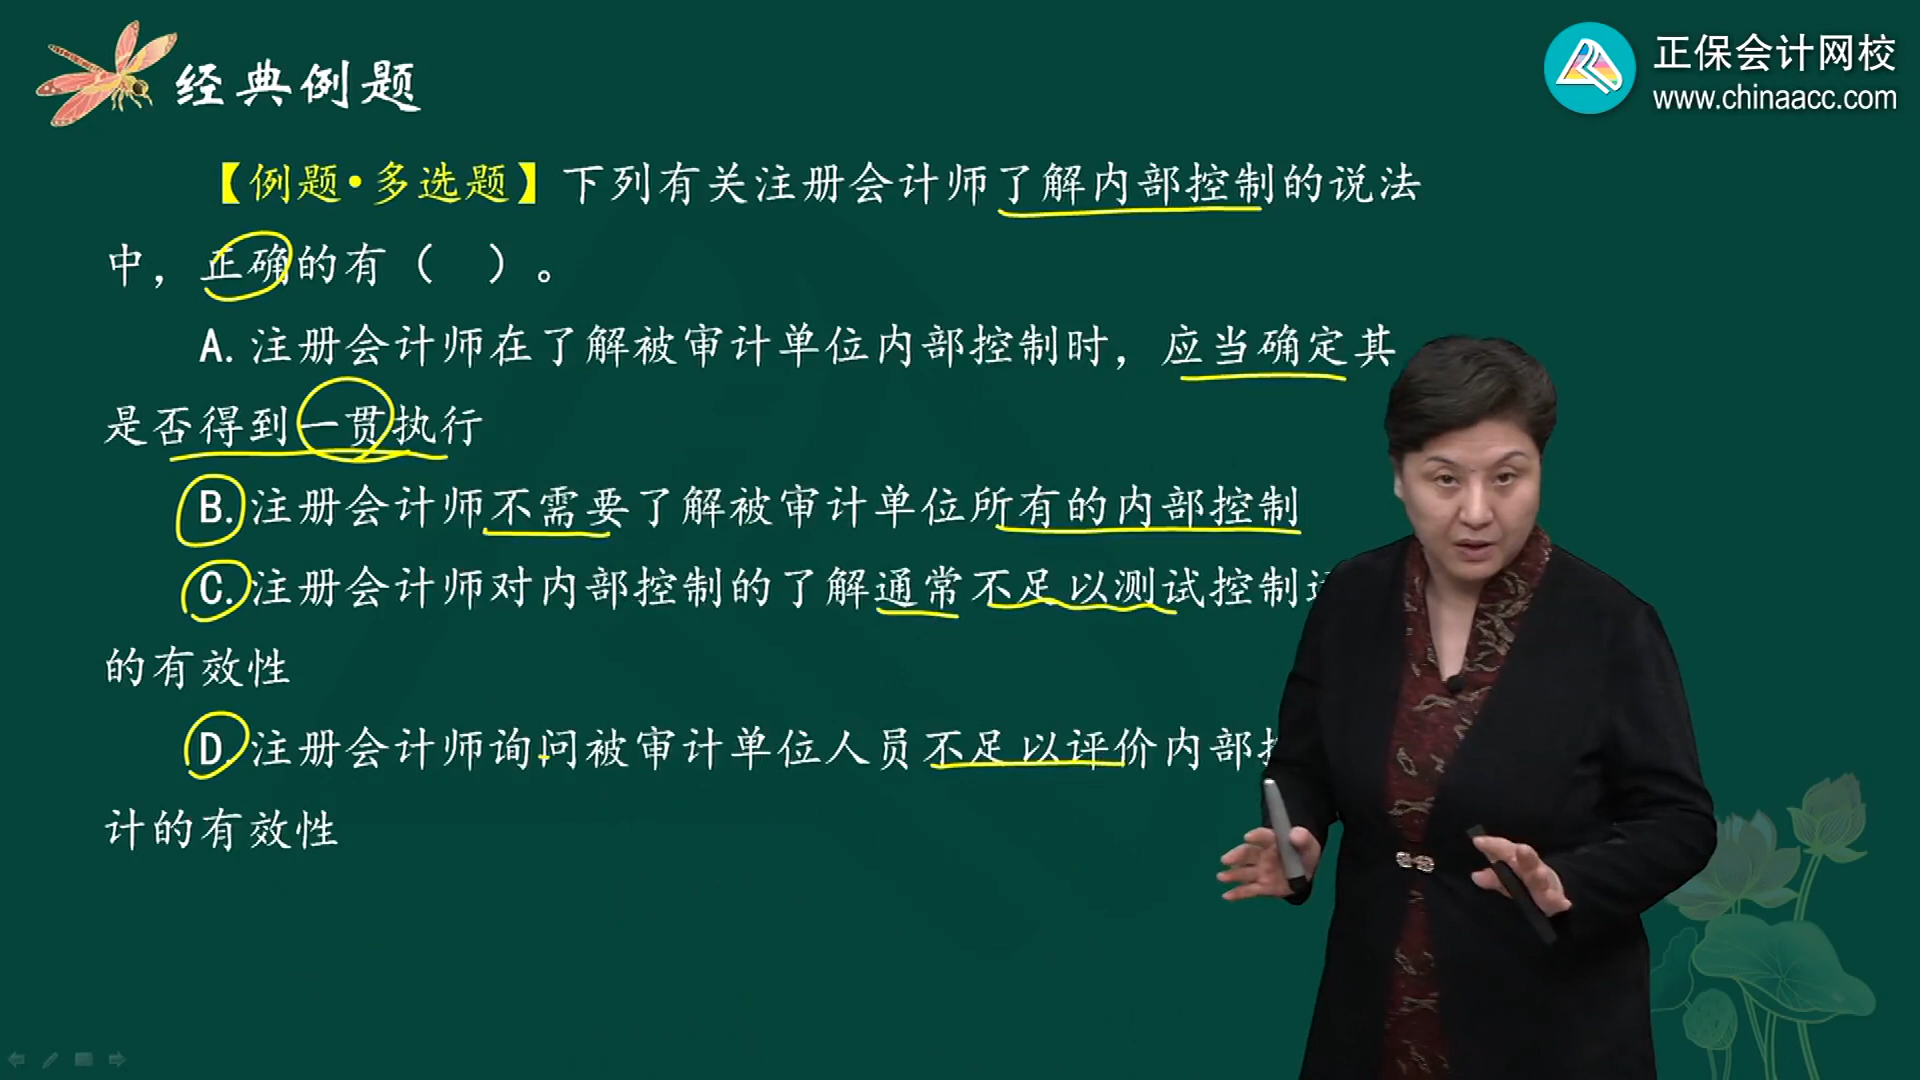 经典例题
正保会计网校
www.chinaacc.com
【例题·多选题】下列有关注册会计师了解内部控制的说法
中，正确的有（　）。
A.注册会计师在了解被审计单位内部控制时，应当确定其
是否得到一贯执行
B.注册会计师不需要了解被审计单位所有的内部控制
C.注册会计师对内部控制的了解通常不足以测试控制
的有效性
D.注册会计师询问被审计单位人员不足以评价内部
计的有效性